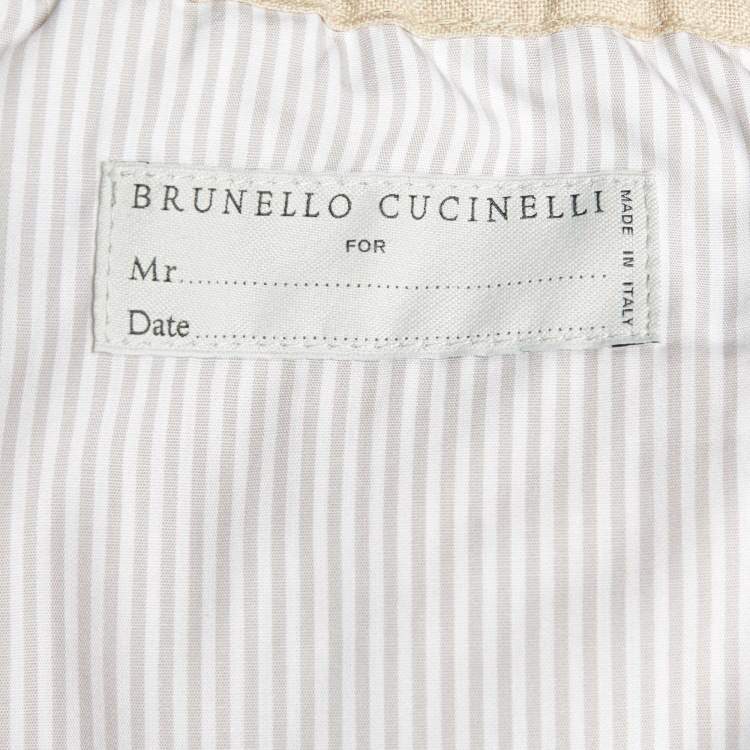 BRUNELLO CUCINELLI
FOR
Mr..............................................................
Date............................................................
MADE IN ITALY